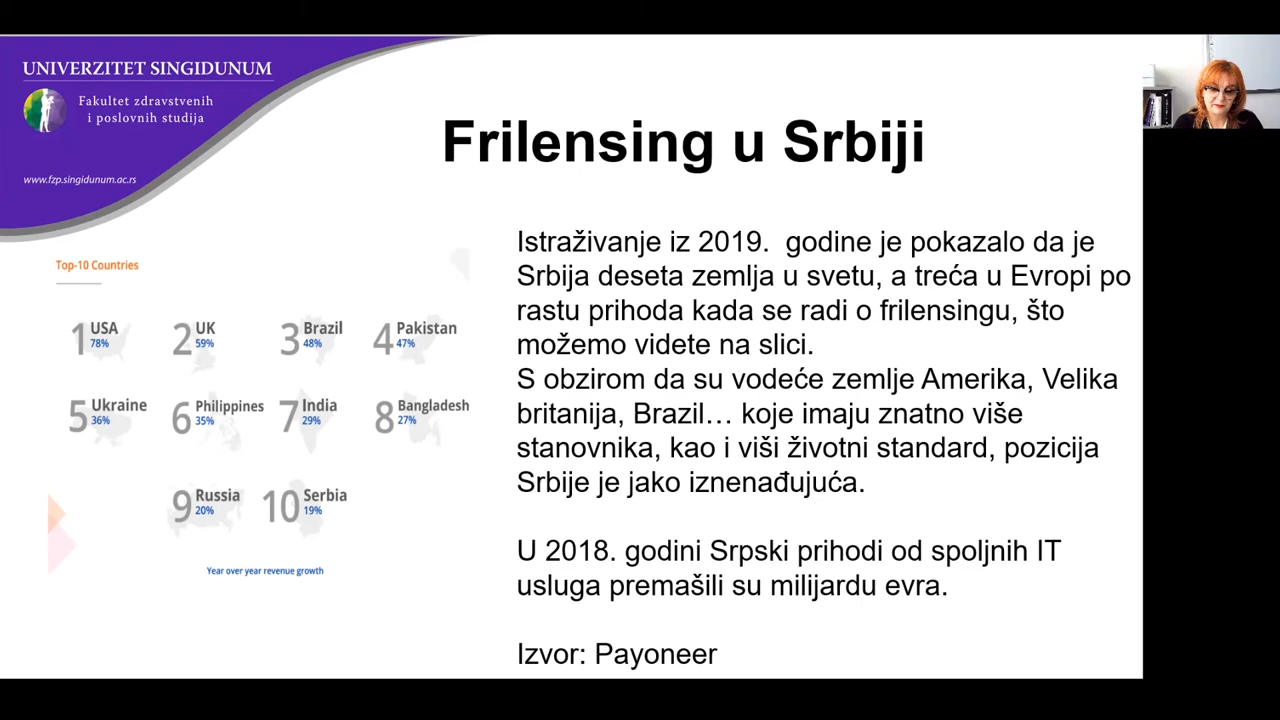 UNIVERZITET SINGIDUNUM
Fakultet zdravstvenih
i poslovnih studija
www.fzp.singidunum.ac.rs
Frilensing u Srbiji
Top-10 Countries
1 USA
78%
2 UK
59%
3 Brazil
48%
4 Pakistan
47%
5 Ukraine
36%
6 Philippines
35%
7 India
29%
8 Bangladesh
27%
9 Russia
20%
10 Serbia
19%
Year over year revenue growth
Istraživanje iz 2019. godine je pokazalo da je
Srbija deseta zemlja u svetu, a treća u Evropi po
rastu prihoda kada se radi o frilensingu, što
možemo videte na slici.
S obzirom da su vodeće zemlje Amerika, Velika
britanija, Brazil… koje imaju znatno više
stanovnika, kao i viši životni standard, pozicija
Srbije je jako iznenađujuća.
U 2018. godini Srpski prihodi od spoljnih IT
usluga premašili su milijardu evra.
Izvor: Payoneer